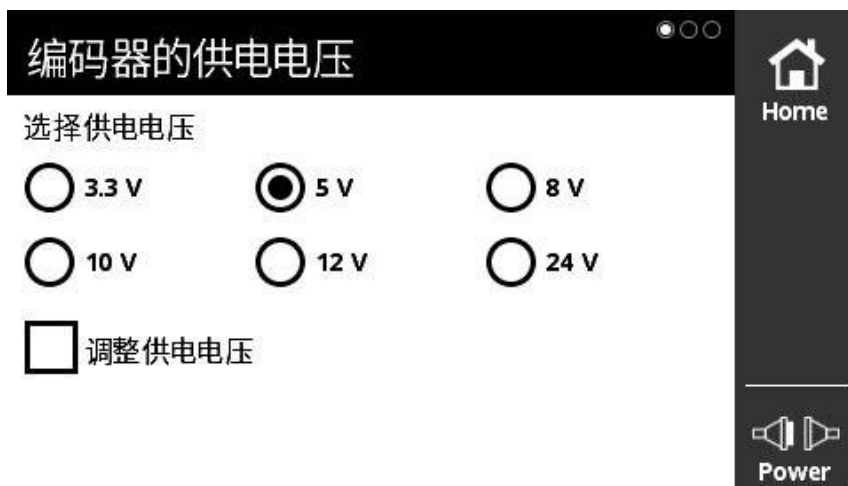 编码器的供电电压
Home
选择供电电压
3.3 V 5 V 8 V
10 V 12 V 24 V
调整供电电压
Power